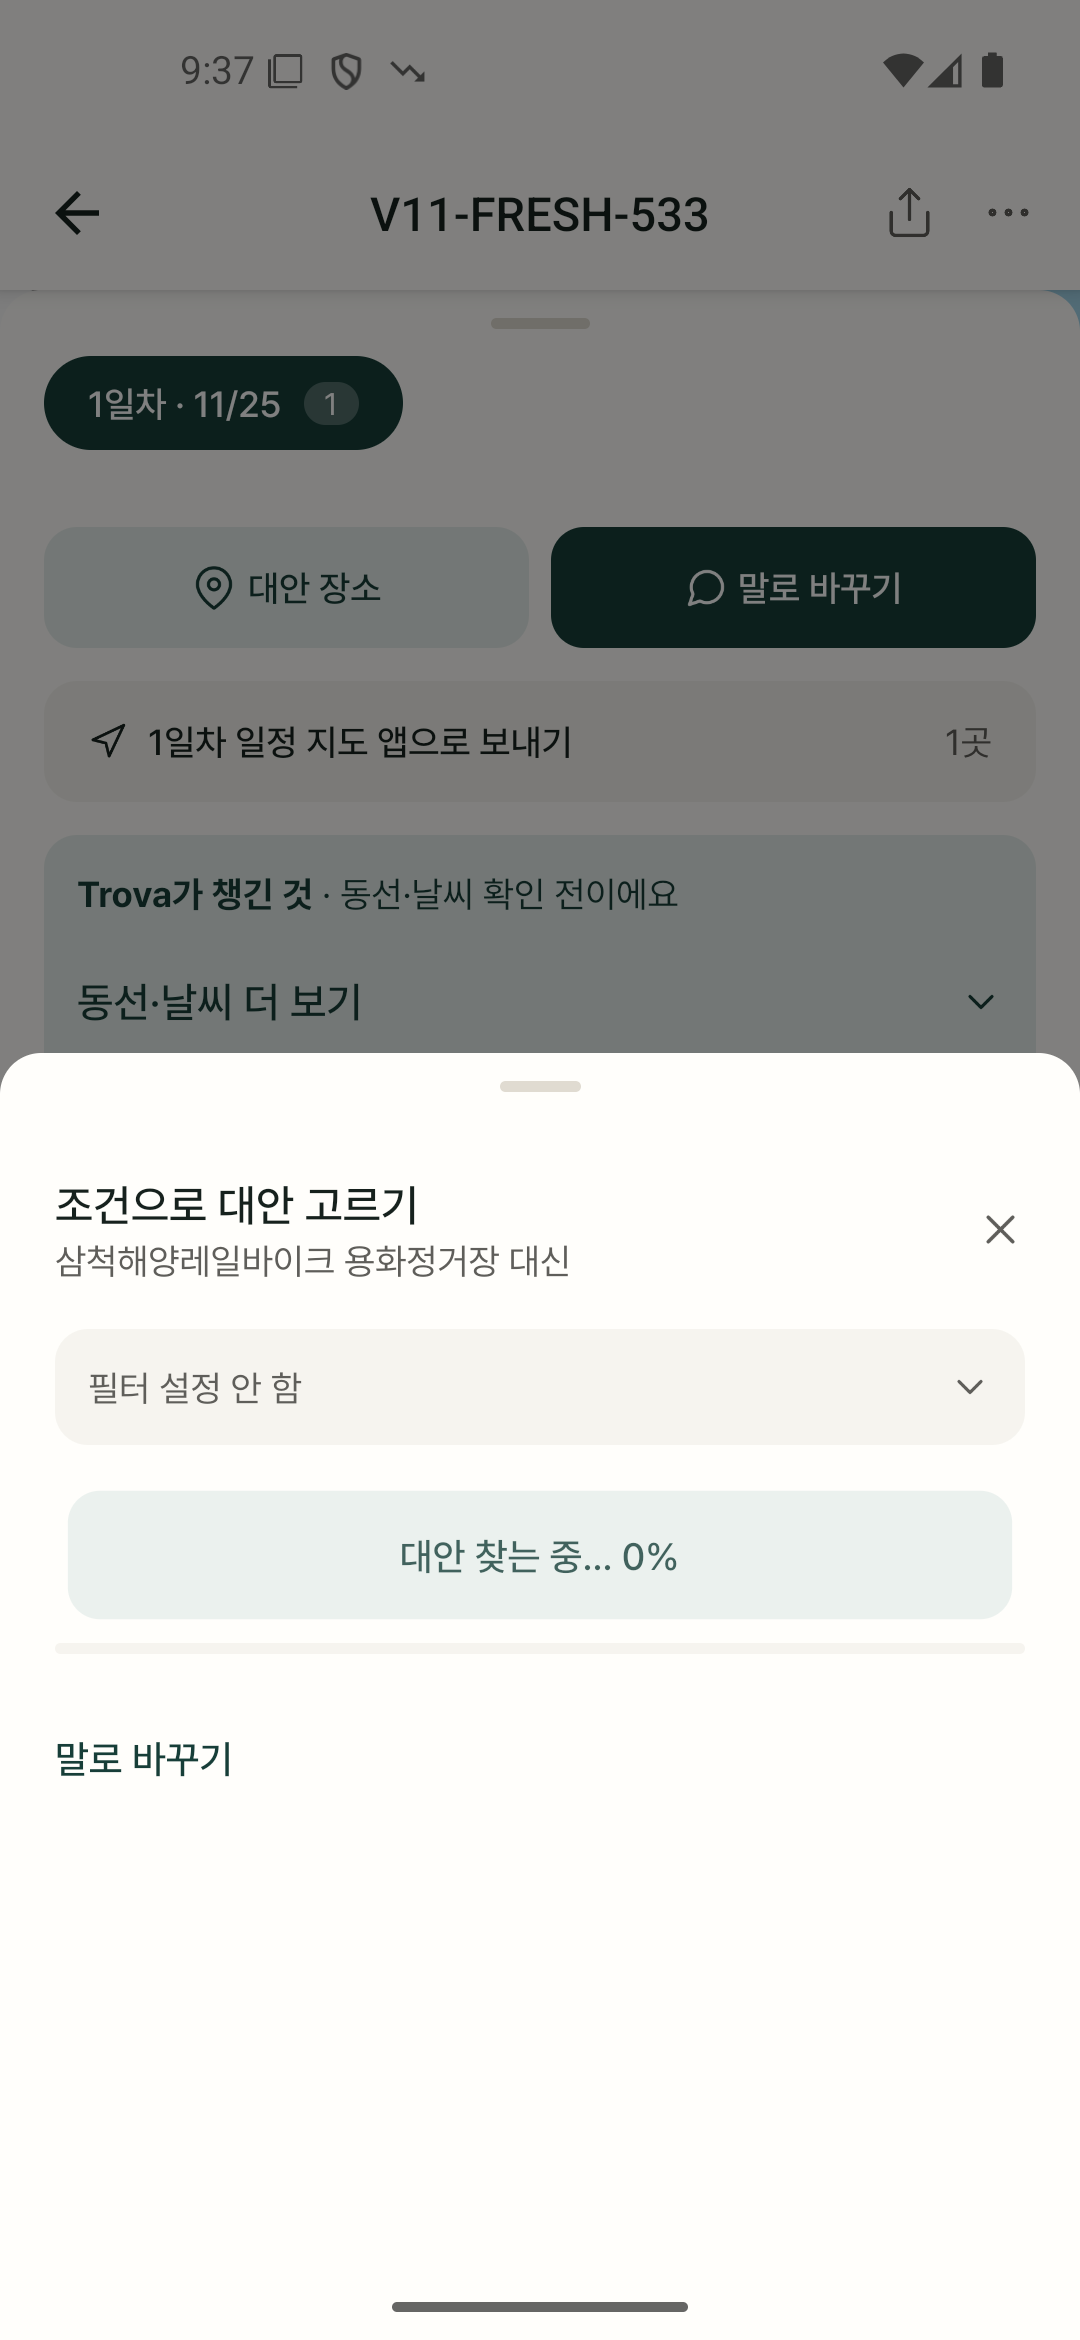 9:37
V11-FRESH-533
1일차 · 11/25 1
대안 장소
말로 바꾸기
1일차 일정 지도 앱으로 보내기
1곳
Trova가 챙긴 것 · 동선·날씨 확인 전이에요
동선·날씨 더 보기
조건으로 대안 고르기
삼척해양레일바이크 용화정거장 대신
필터 설정 안 함
대안 찾는 중... 0%
말로 바꾸기